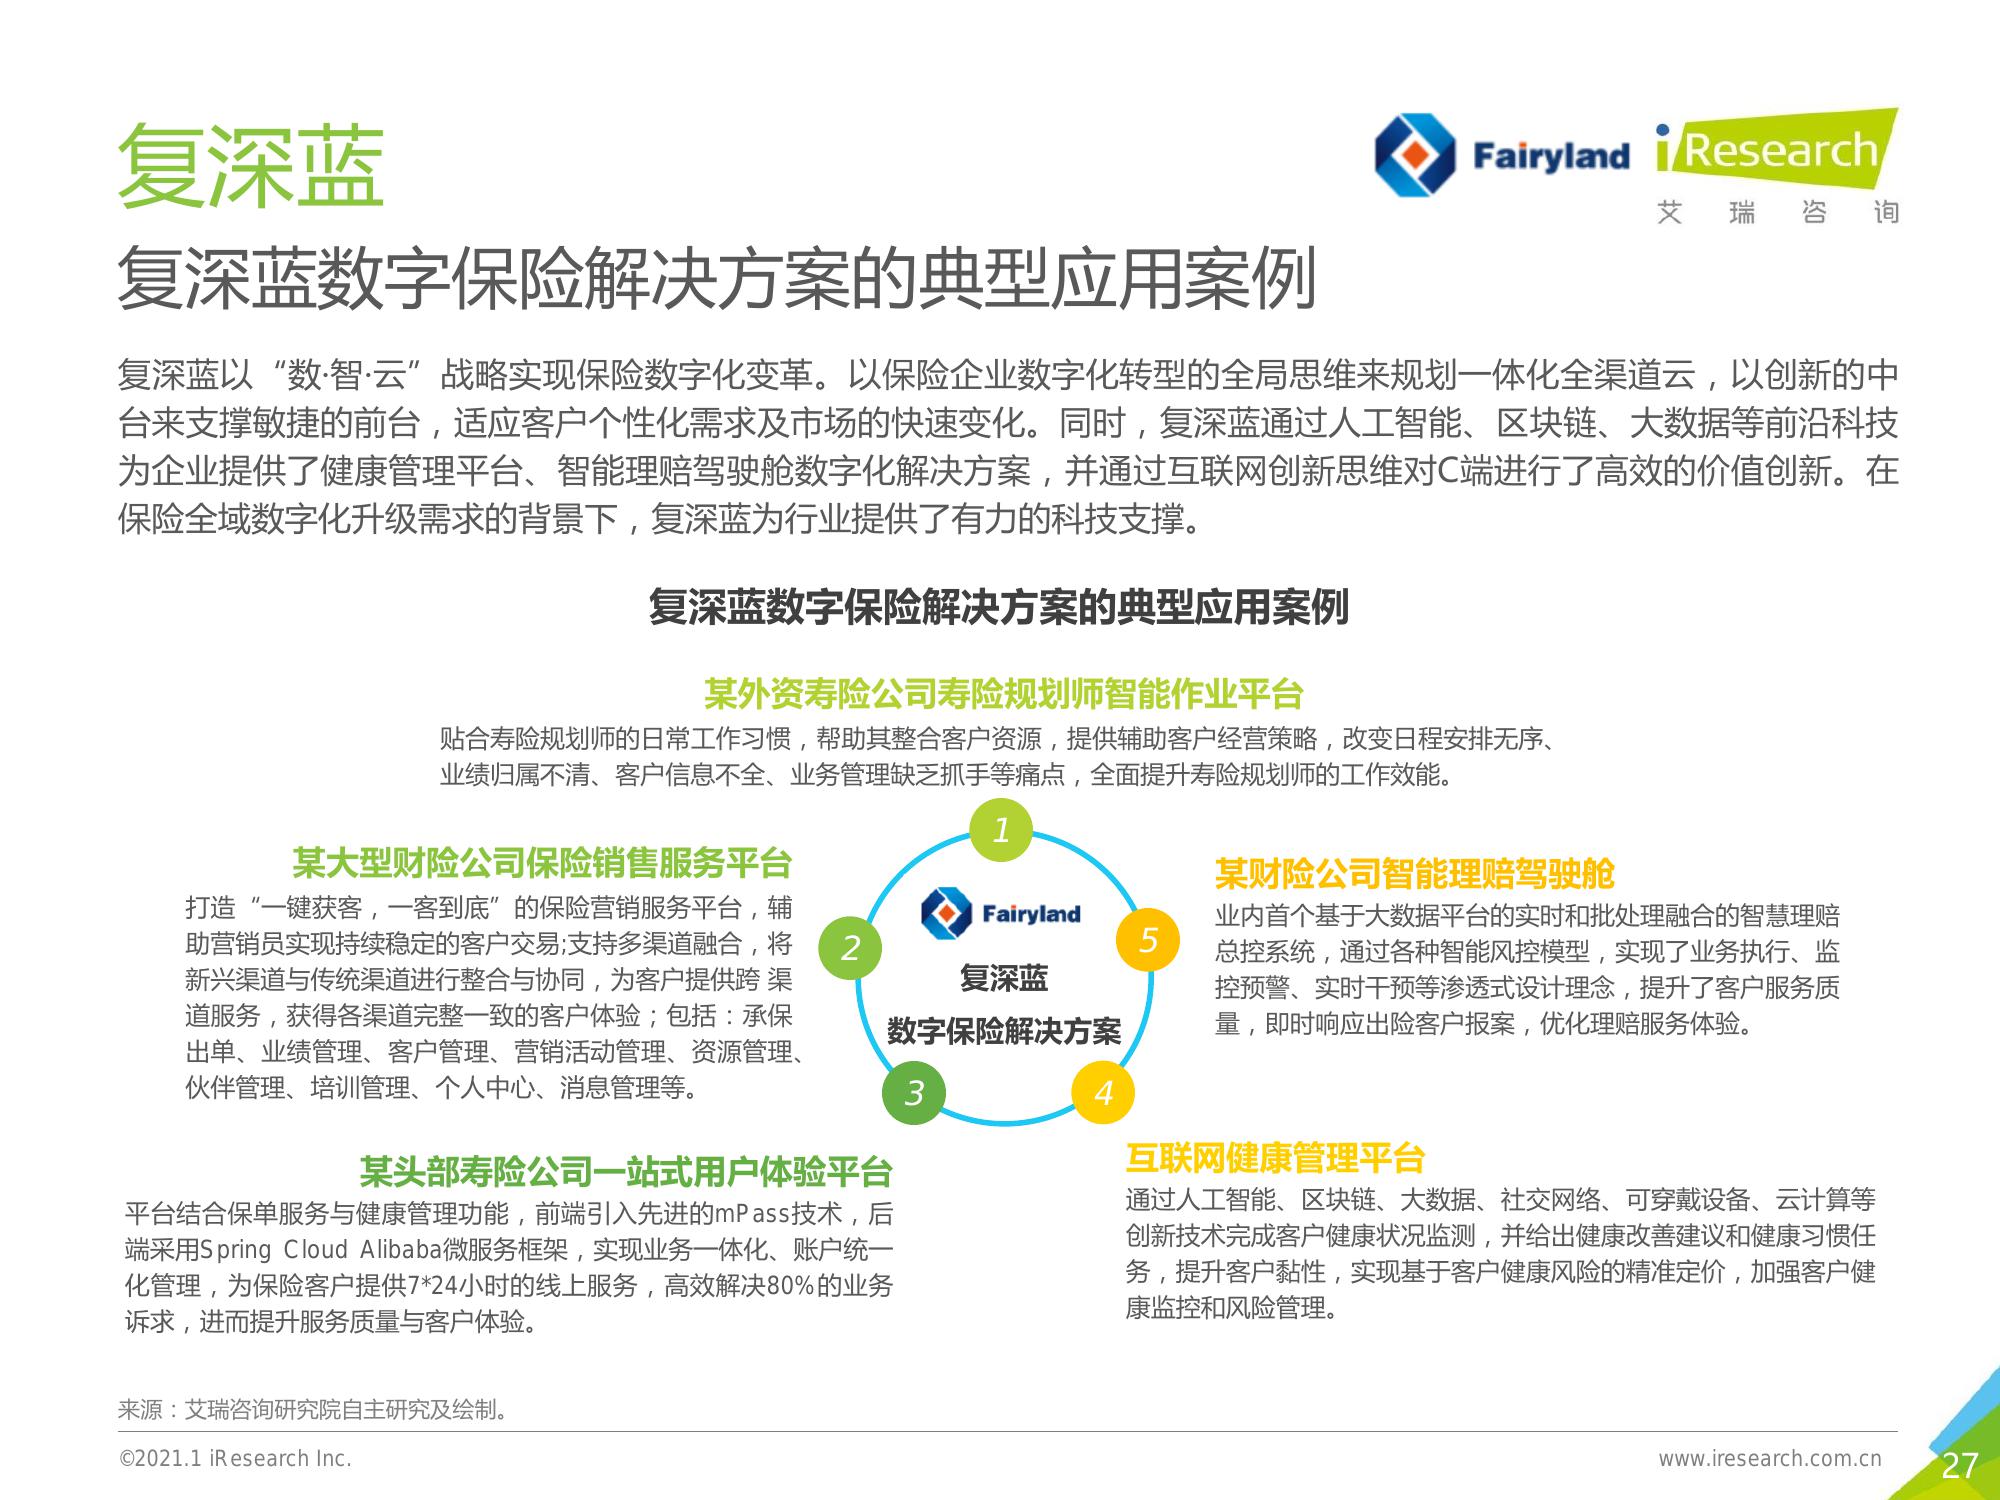 复深蓝
Fairyland
iResearch
艾 瑞 咨 询
复深蓝数字保险解决方案的典型应用案例
复深蓝以“数·智·云”战略实现保险数字化变革。以保险企业数字化转型的全局思维来规划一体化全渠道云，以创新的中
台来支撑敏捷的前台，适应客户个性化需求及市场的快速变化。同时，复深蓝通过人工智能、区块链、大数据等前沿科技
为企业提供了健康管理平台、智能理赔驾驶舱数字化解决方案，并通过互联网创新思维对C端进行了高效的价值创新。在
保险全域数字化升级需求的背景下，复深蓝为行业提供了有力的科技支撑。
复深蓝数字保险解决方案的典型应用案例
某外资寿险公司寿险规划师智能作业平台
贴合寿险规划师的日常工作习惯，帮助其整合客户资源，提供辅助客户经营策略，改变日程安排无序、
业绩归属不清、客户信息不全、业务管理缺乏抓手等痛点，全面提升寿险规划师的工作效能。
1
某大型财险公司保险销售服务平台
打造“一键获客，一客到底”的保险营销服务平台，辅
助营销员实现持续稳定的客户交易;支持多渠道融合，将
新兴渠道与传统渠道进行整合与协同，为客户提供跨 渠
道服务，获得各渠道完整一致的客户体验；包括：承保
出单、业绩管理、客户管理、营销活动管理、资源管理、
伙伴管理、培训管理、个人中心、消息管理等。
2
Fairyland
复深蓝
数字保险解决方案
5
某财险公司智能理赔驾驶舱
业内首个基于大数据平台的实时和批处理融合的智慧理赔
总控系统，通过各种智能风控模型，实现了业务执行、监
控预警、实时干预等渗透式设计理念，提升了客户服务质
量，即时响应出险客户报案，优化理赔服务体验。
3
4
某头部寿险公司一站式用户体验平台
平台结合保单服务与健康管理功能，前端引入先进的mPass技术，后
端采用Spring Cloud Alibaba微服务框架，实现业务一体化、账户统一
化管理，为保险客户提供7*24小时的线上服务，高效解决80%的业务
诉求，进而提升服务质量与客户体验。
互联网健康管理平台
通过人工智能、区块链、大数据、社交网络、可穿戴设备、云计算等
创新技术完成客户健康状况监测，并给出健康改善建议和健康习惯任
务，提升客户黏性，实现基于客户健康风险的精准定价，加强客户健
康监控和风险管理。
来源：艾瑞咨询研究院自主研究及绘制。
©2021.1 iResearch Inc.
www.iresearch.com.cn
27